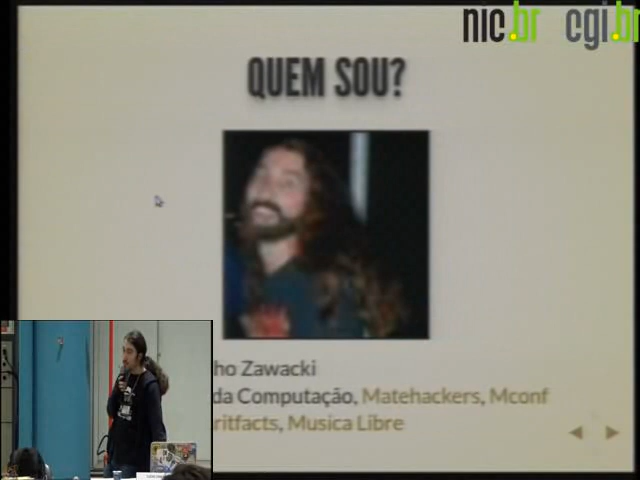 nic.br cgi.br
QUEM SOU?
ho Zawacki
da Computação, Matehackers, Mconf
ritfacts, Musica Libre